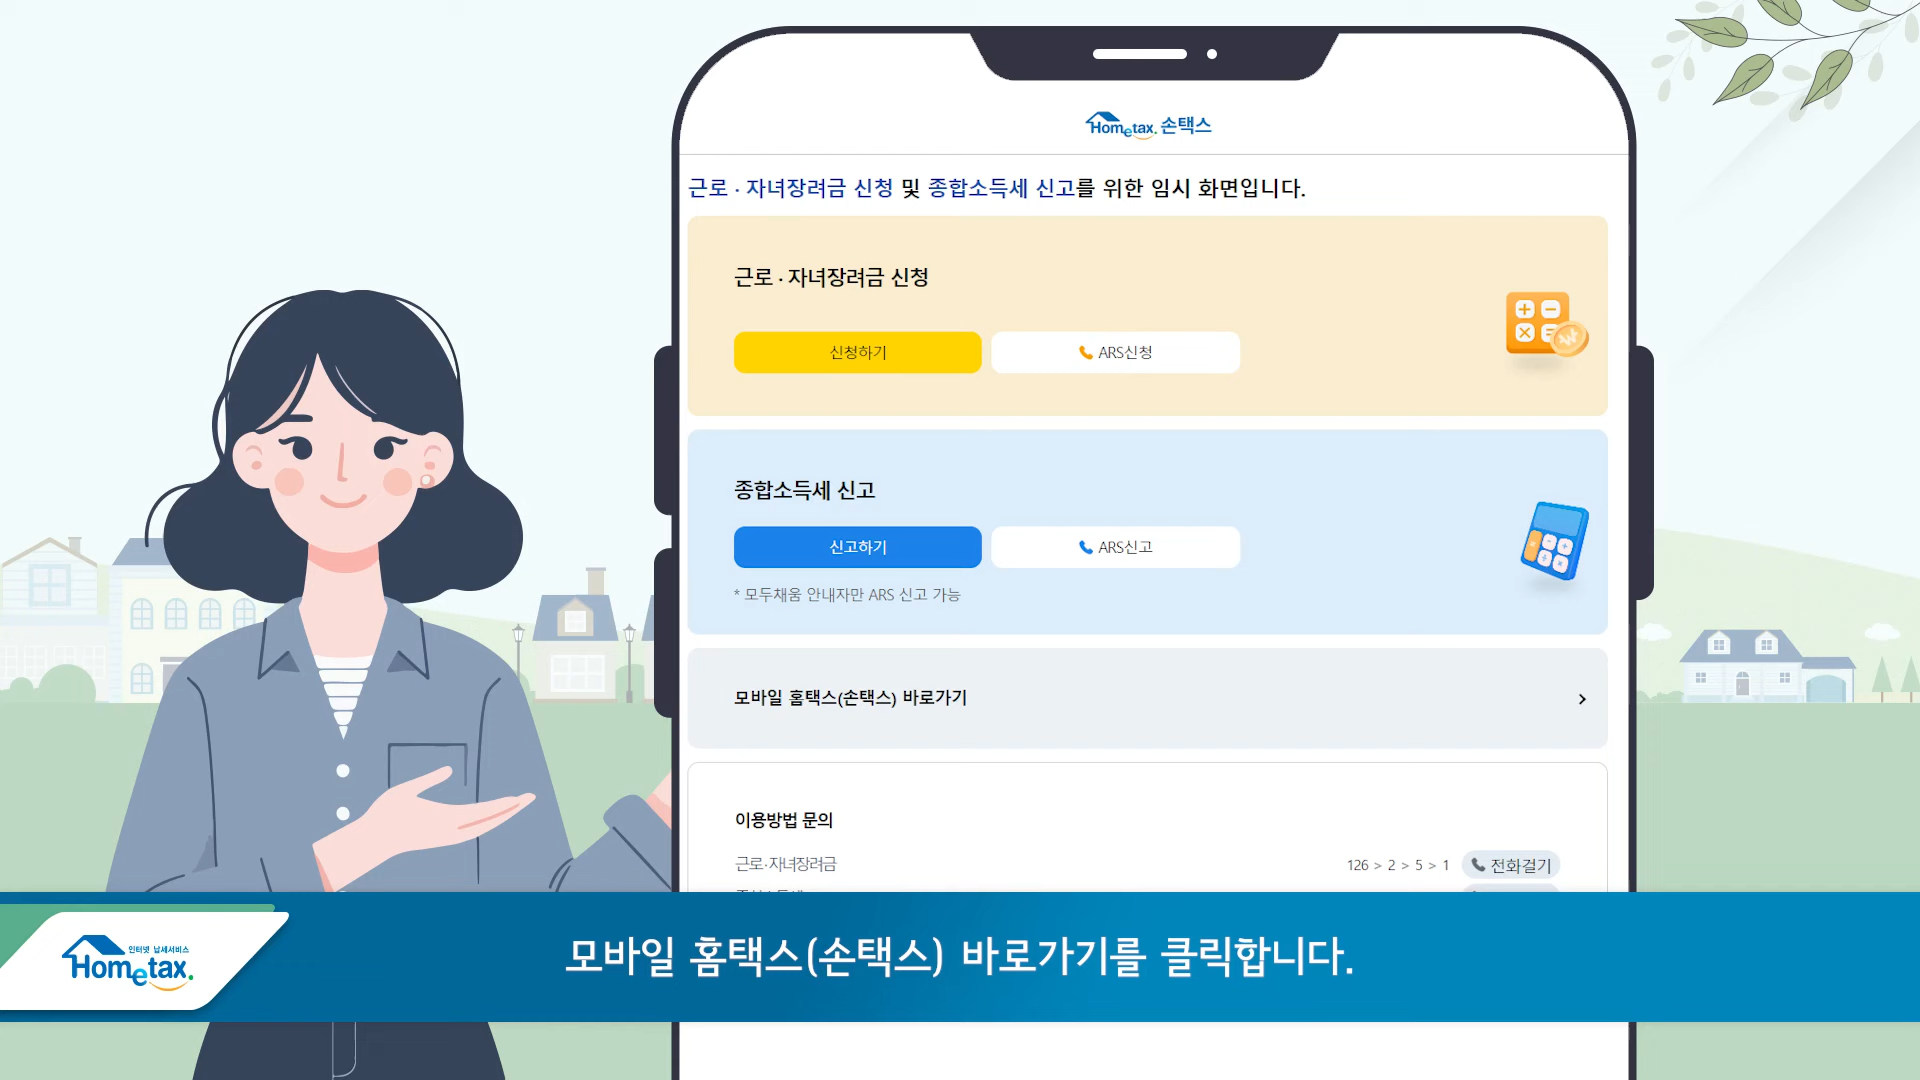 Hometax. 손택스
근로 · 자녀장려금 신청 및 종합소득세 신고를 위한 임시 화면입니다.
근로 · 자녀장려금 신청
신청하기
ARS신청
종합소득세 신고
신고하기
ARS신고
* 모두채움 안내자만 ARS 신고 가능
모바일 홈택스(손택스) 바로가기
이용방법 문의
근로·자녀장려금
126 > 2 > 5 > 1
전화걸기
인터넷 납세서비스
Hometax.
모바일 홈택스(손택스) 바로가기를 클릭합니다.